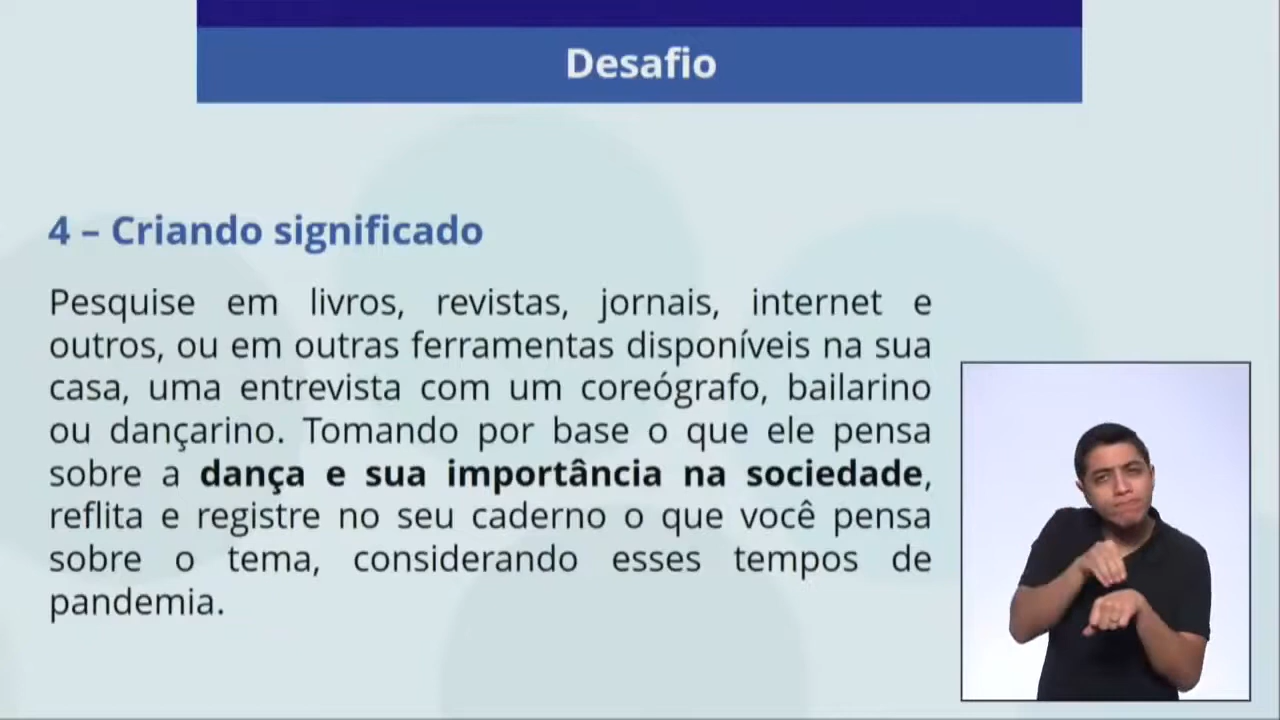 Desafio
4 – Criando significado
Pesquise em livros, revistas, jornais, internet e
outros, ou em outras ferramentas disponíveis na sua
casa, uma entrevista com um coreógrafo, bailarino
ou dançarino. Tomando por base o que ele pensa
sobre a dança e sua importância na sociedade,
reflita e registre no seu caderno o que você pensa
sobre o tema, considerando esses tempos de
pandemia.